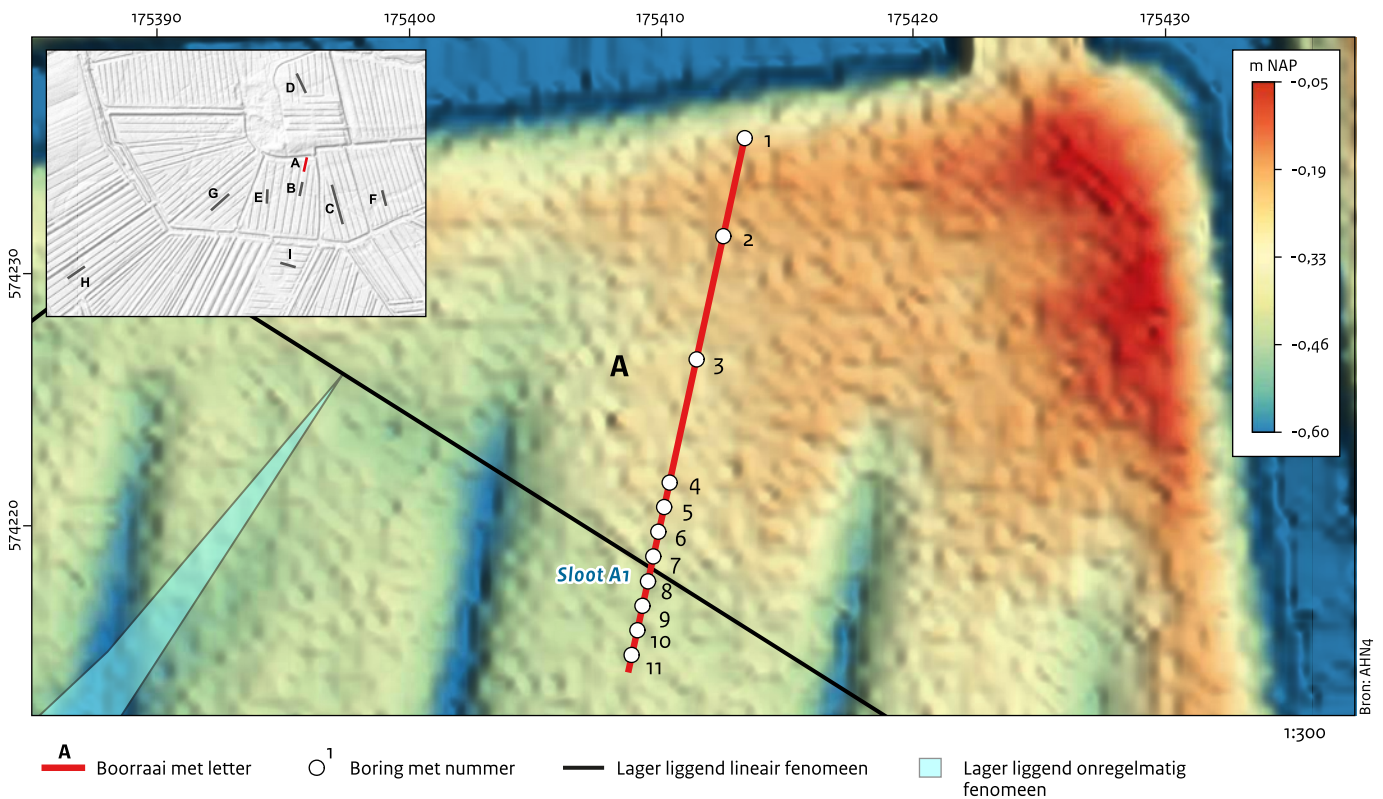 175390 175400 175410 175420 175430
574230
574220
D
A
B
G
E
C
F
I
H
m NAP
-0,05
-0,19
-0,33
-0,46
-0,60
1
2
3
A
4
5
6
7
Sloot A1
8
9
10
11
Bron: AHN4
1:300
A Boorraai met letter
1 Boring met nummer
Lager liggend lineair fenomeen
Lager liggend onregelmatig
fenomeen